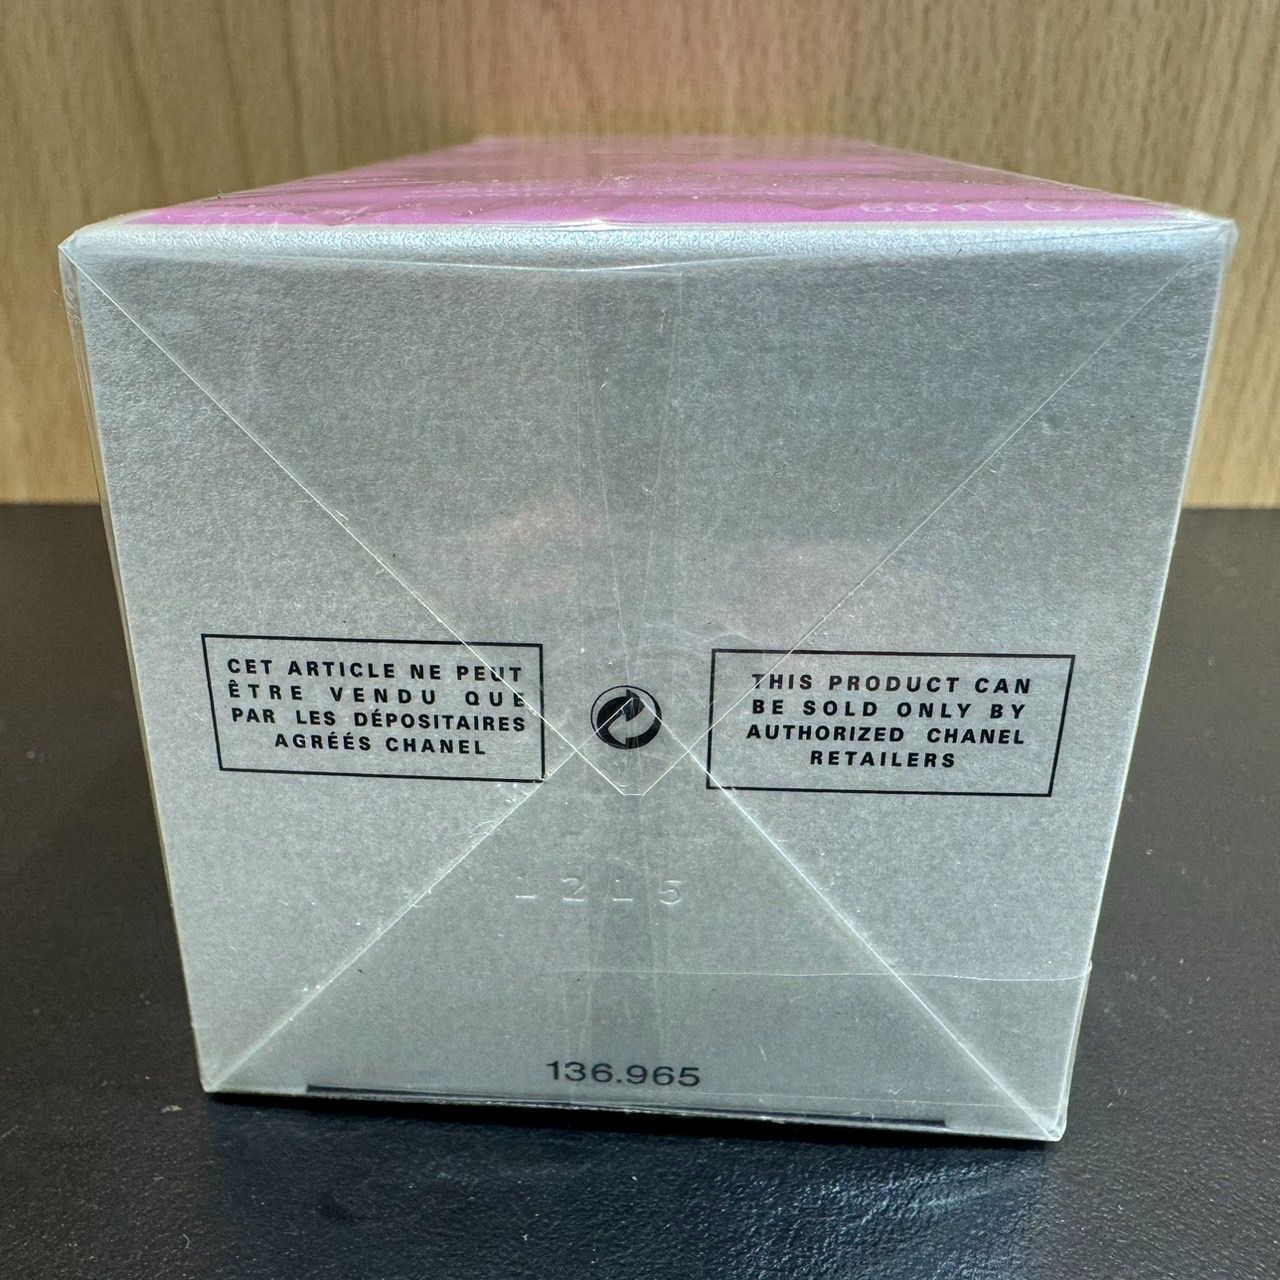 CET ARTICLE NE PEUT
ÊTRE VENDU QUE
PAR LES DÉPOSITAIRES
AGRÉÉS CHANEL
THIS PRODUCT CAN
BE SOLD ONLY BY
AUTHORIZED CHANEL
RETAILERS
1215
136.965